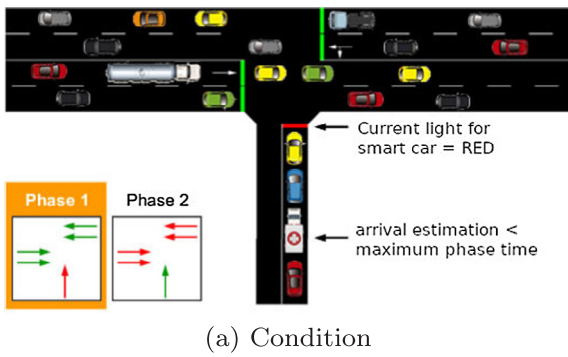 Current light for
smart car = RED
Phase 1
Phase 2
arrival estimation <
maximum phase time
(a) Condition